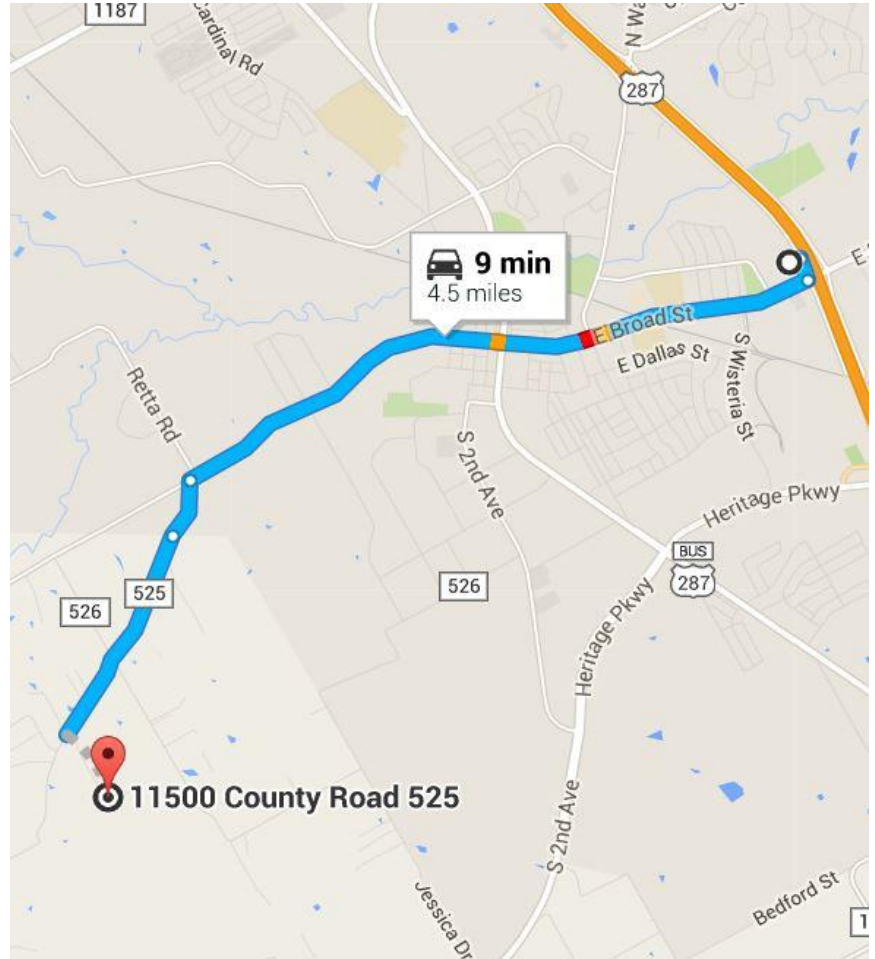 1187
Cardinal Rd
287
9 min
4.5 miles
E Broad St
E Dallas St
S Wisteria St
Retta Rd
S 2nd Ave
Heritage Pkwy
BUS
287
526
525
526
Heritage Pkwy
11500 County Road 525
S 2nd Ave
Jessica Dr
Bedford St